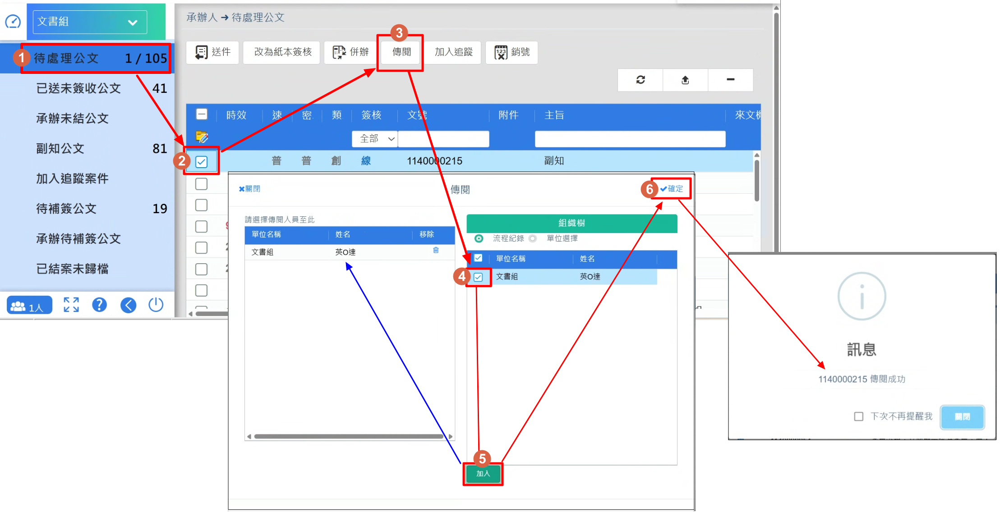 文書組
承辦人 ➔ 待處理公文
3
送件 改為紙本簽核 併辦 傳閱 加入追蹤 123 銷號
1 待處理公文 1 / 105
已送未簽收公文 41
承辦未結公文
副知公文 81
加入追蹤案件
待補簽公文 19
承辦待補簽公文
已結案未歸檔
1人
時效 速 密 類 簽核 文號 附件 主旨 來文機
全部
2 普 普 創 線 1140000215 副知
關閉 傳閱 6 確定
請選擇傳閱人員至此
單位名稱 姓名 移除
文書組 英O達
組織樹
流程紀錄 單位選擇
單位名稱 姓名
4 文書組 英O達
5
加入
訊息
1140000215 傳閱成功
下次不再提醒我 關閉